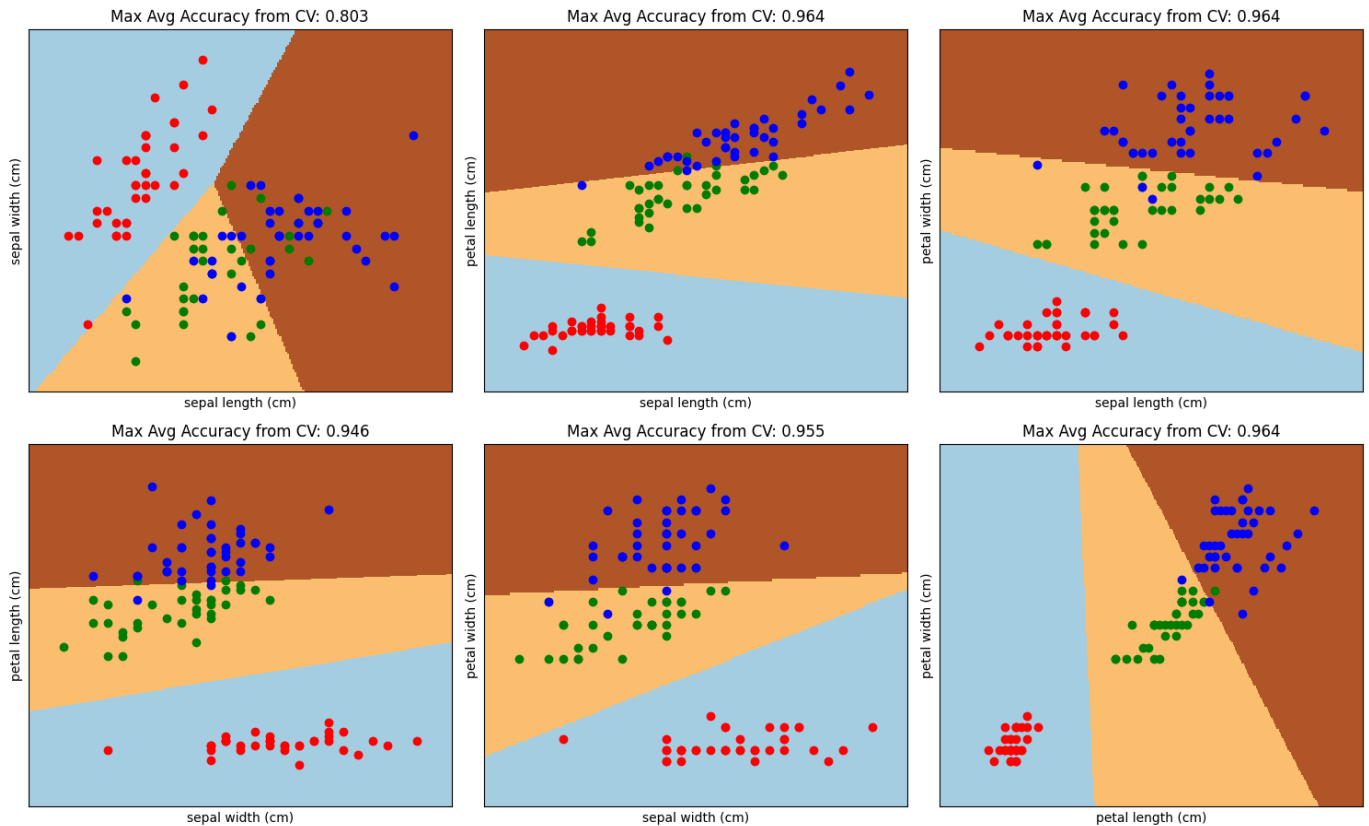 Max Avg Accuracy from CV: 0.803
sepal width (cm)
sepal length (cm)
Max Avg Accuracy from CV: 0.964
petal length (cm)
sepal length (cm)
Max Avg Accuracy from CV: 0.964
petal width (cm)
sepal length (cm)
Max Avg Accuracy from CV: 0.946
petal length (cm)
sepal width (cm)
Max Avg Accuracy from CV: 0.955
petal width (cm)
sepal width (cm)
Max Avg Accuracy from CV: 0.964
petal width (cm)
petal length (cm)